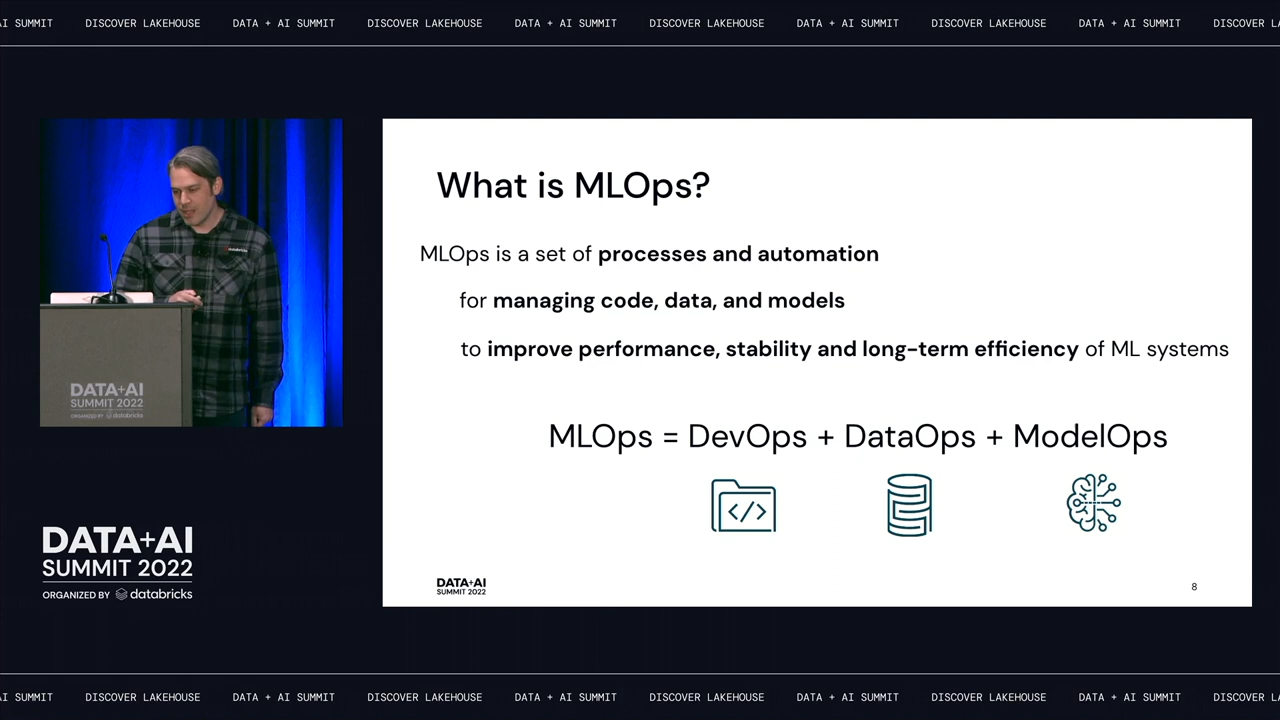 AI SUMMIT DISCOVER LAKEHOUSE DATA + AI SUMMIT DISCOVER LAKEHOUSE DATA + AI SUMMIT DISCOVER LAKEHOUSE DATA + AI SUMMIT DISCOVER LAKEHOUSE DATA + AI SUMMIT DISCOVER
What is MLOps?
MLOps is a set of processes and automation
for managing code, data, and models
to improve performance, stability and long-term efficiency of ML systems
MLOps = DevOps + DataOps + ModelOps
</>
DATA+AI
SUMMIT 2022
8
databricks
DATA+AI
SUMMIT 2022
ORGANIZED BY databricks
DATA+AI
SUMMIT 2022
ORGANIZED BY databricks
AI SUMMIT DISCOVER LAKEHOUSE DATA + AI SUMMIT DISCOVER LAKEHOUSE DATA + AI SUMMIT DISCOVER LAKEHOUSE DATA + AI SUMMIT DISCOVER LAKEHOUSE DATA + AI SUMMIT DISCOVER